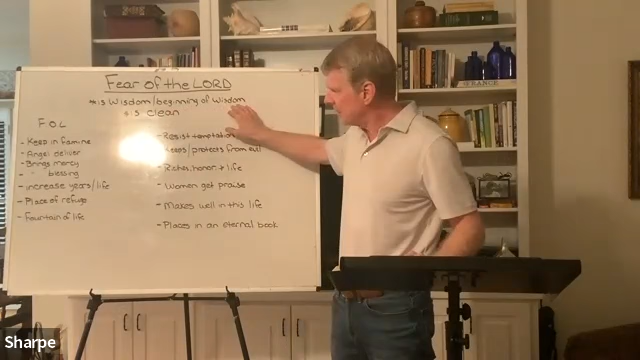 Fear of the LORD
is Wisdom/beginning of Wisdom
is clean
F O L
- Keep in famine
- Angel deliver
- Brings mercy
- " blessing
- increase years/life
- Place of refuge
- Fountain of life
- Resist temptation
- Keeps/protects from evil
- Riches, honor + life
- Women get praise
- Makes well in this life
- Places in an eternal book
GRANCE
Sharpe